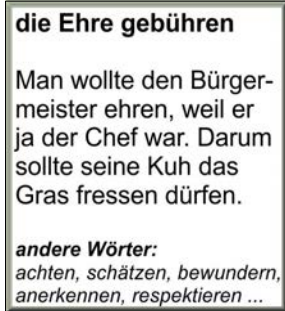 die Ehre gebühren
Man wollte den Bürger-
meister ehren, weil er
ja der Chef war. Darum
sollte seine Kuh das
Gras fressen dürfen.
andere Wörter:
achten, schätzen, bewundern,
anerkennen, respektieren ...